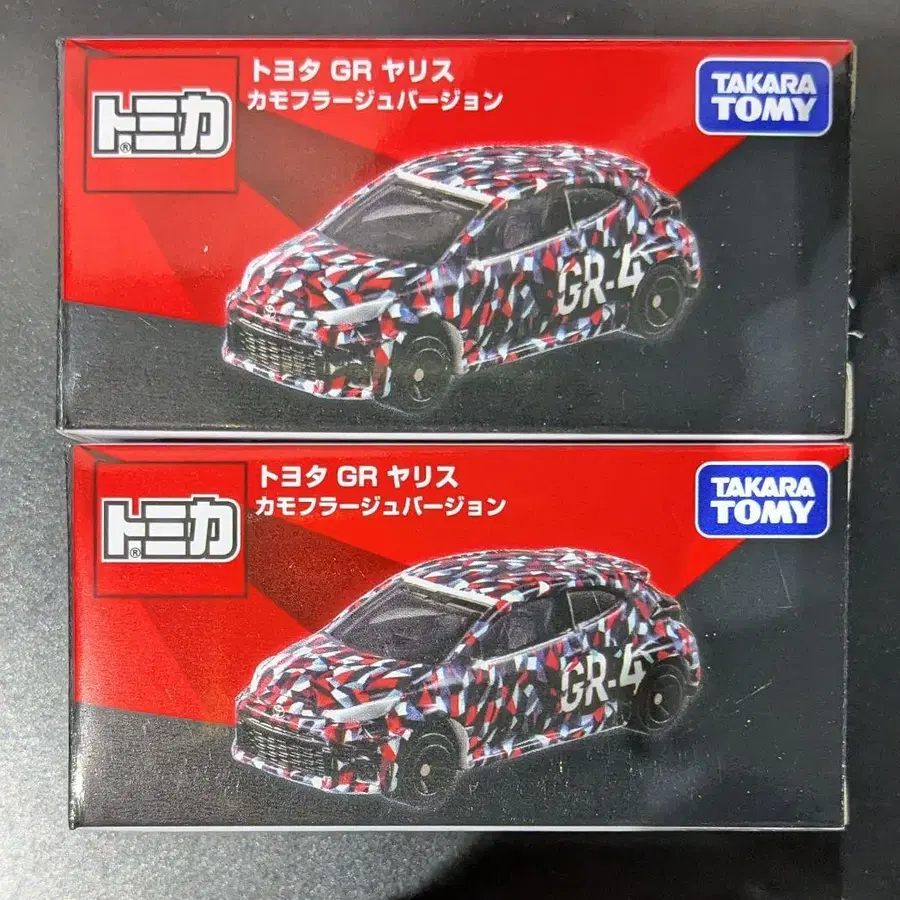 トヨタ GR ヤリス
カモフラージュバージョン
トミカ®
TAKARA
TOMY
GR-4
トヨタ GR ヤリス
カモフラージュバージョン
トミカ®
TAKARA
TOMY
GR-4